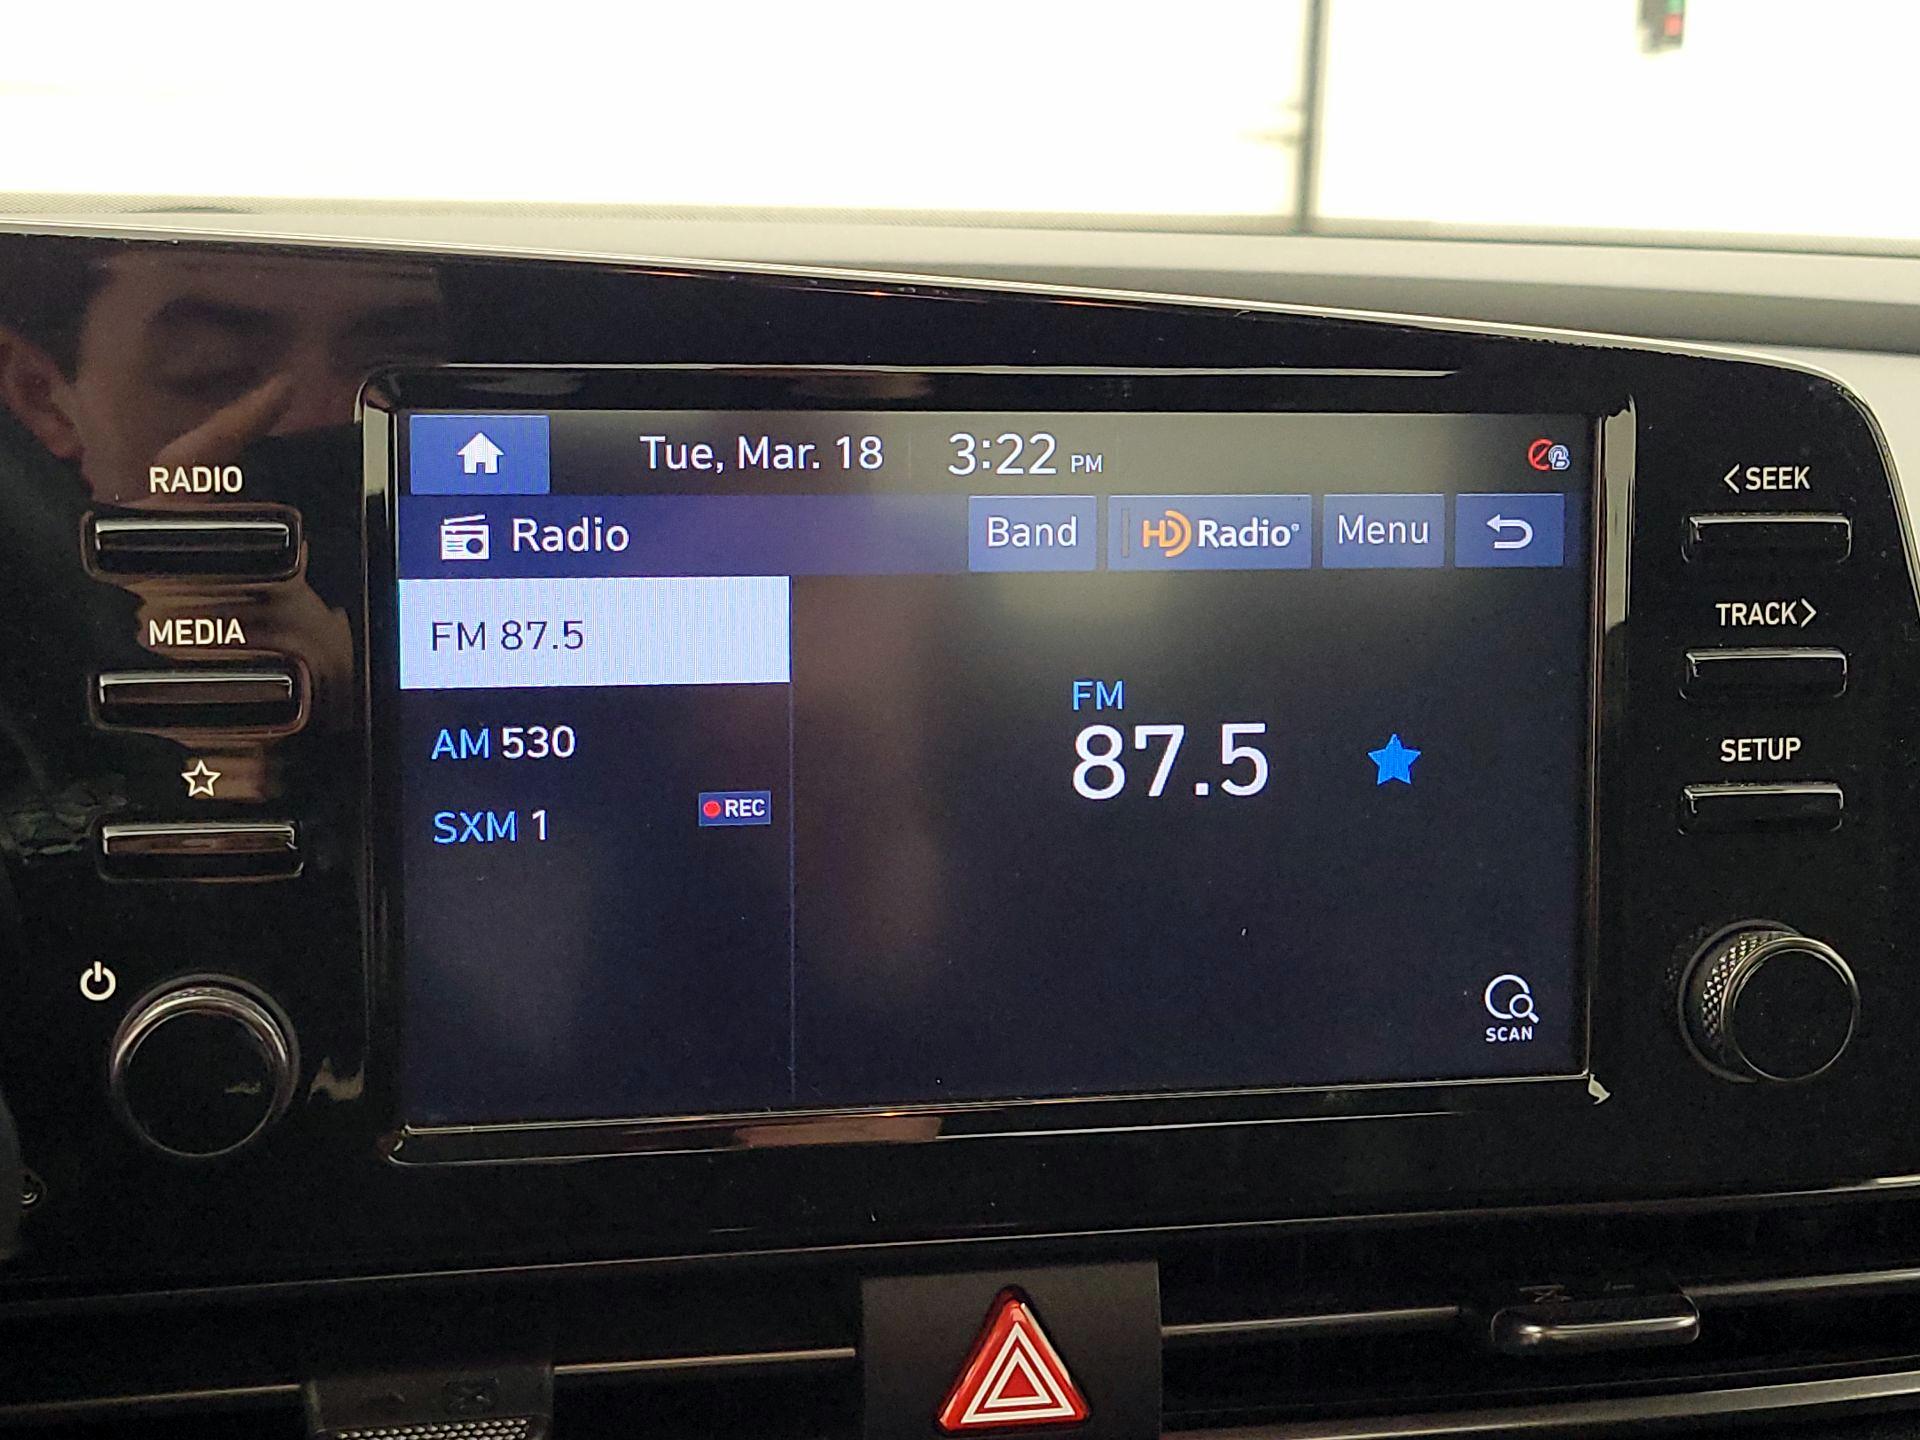 Tue, Mar. 18 3:22 PM
RADIO
<SEEK
Radio Band HD Radio Menu
FM 87.5
MEDIA
TRACK>
FM
87.5
AM 530
SETUP
SXM 1 REC
SCAN